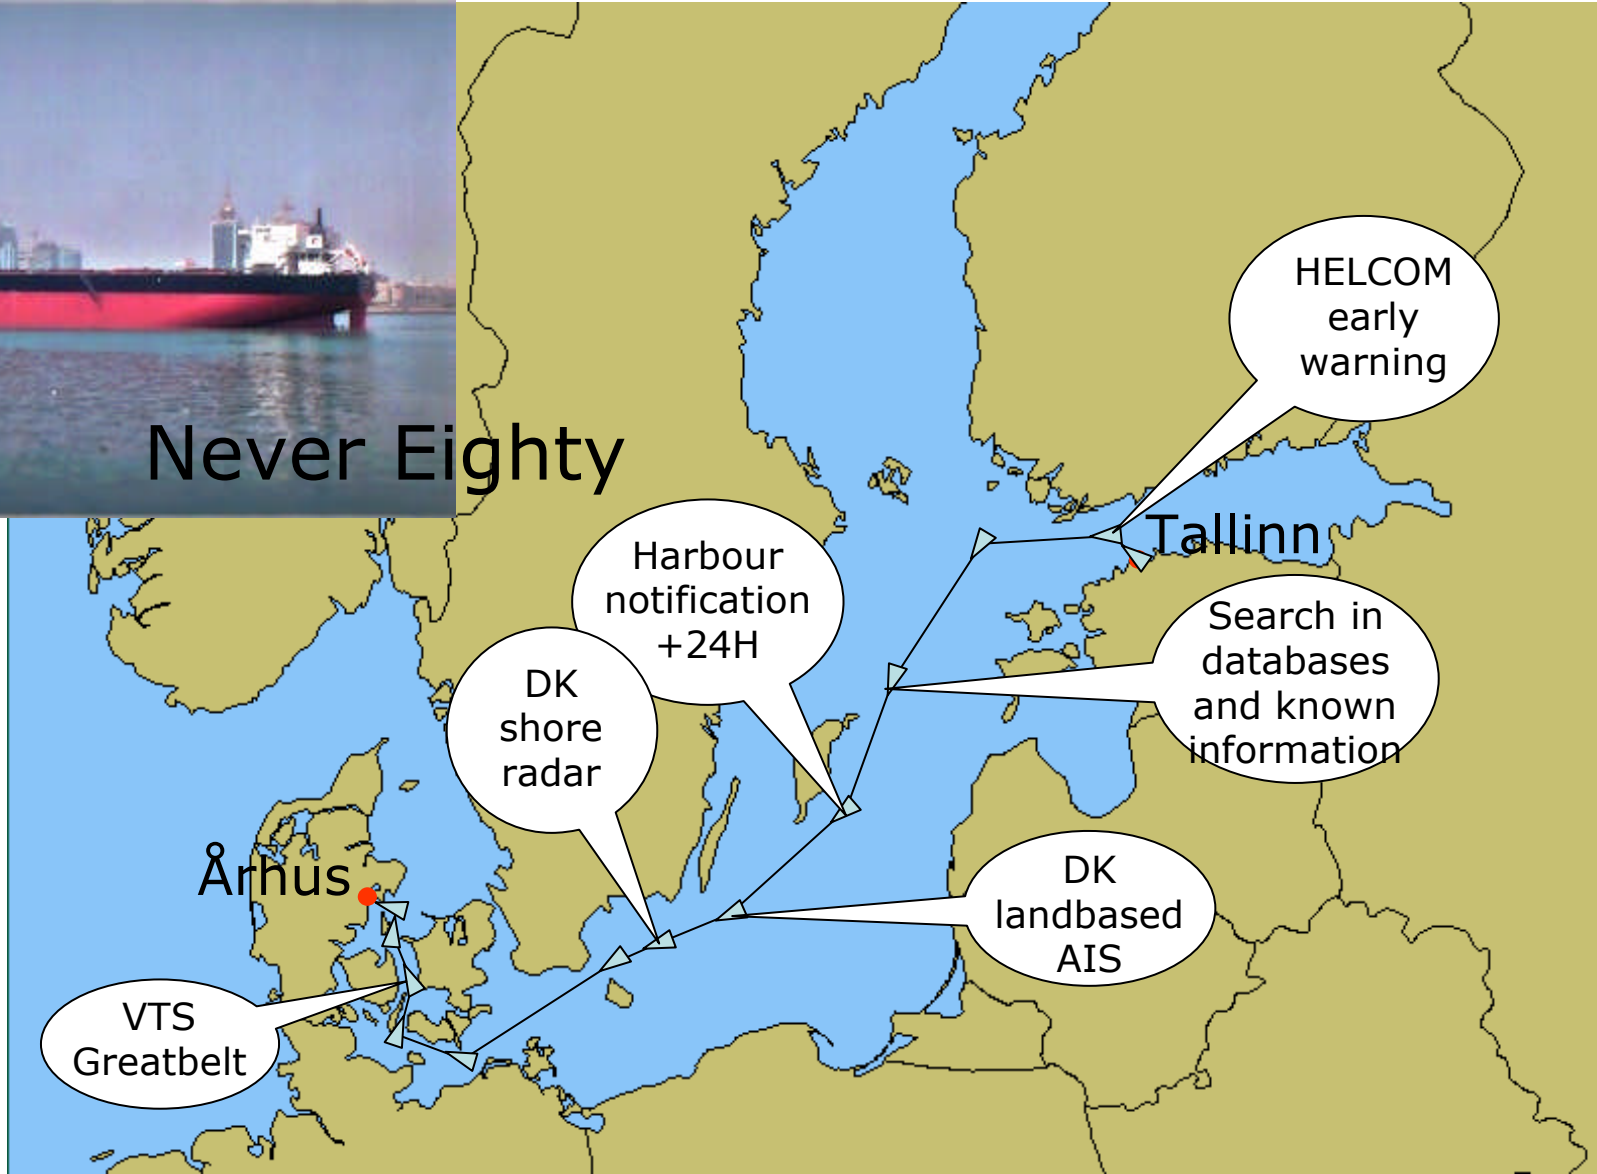 Never Eighty
HELCOM
early
warning
Tallinn
Harbour
notification
+24H
Search in
databases
and known
information
DK
shore
radar
Århus
DK
landbased
AIS
VTS
Greatbelt